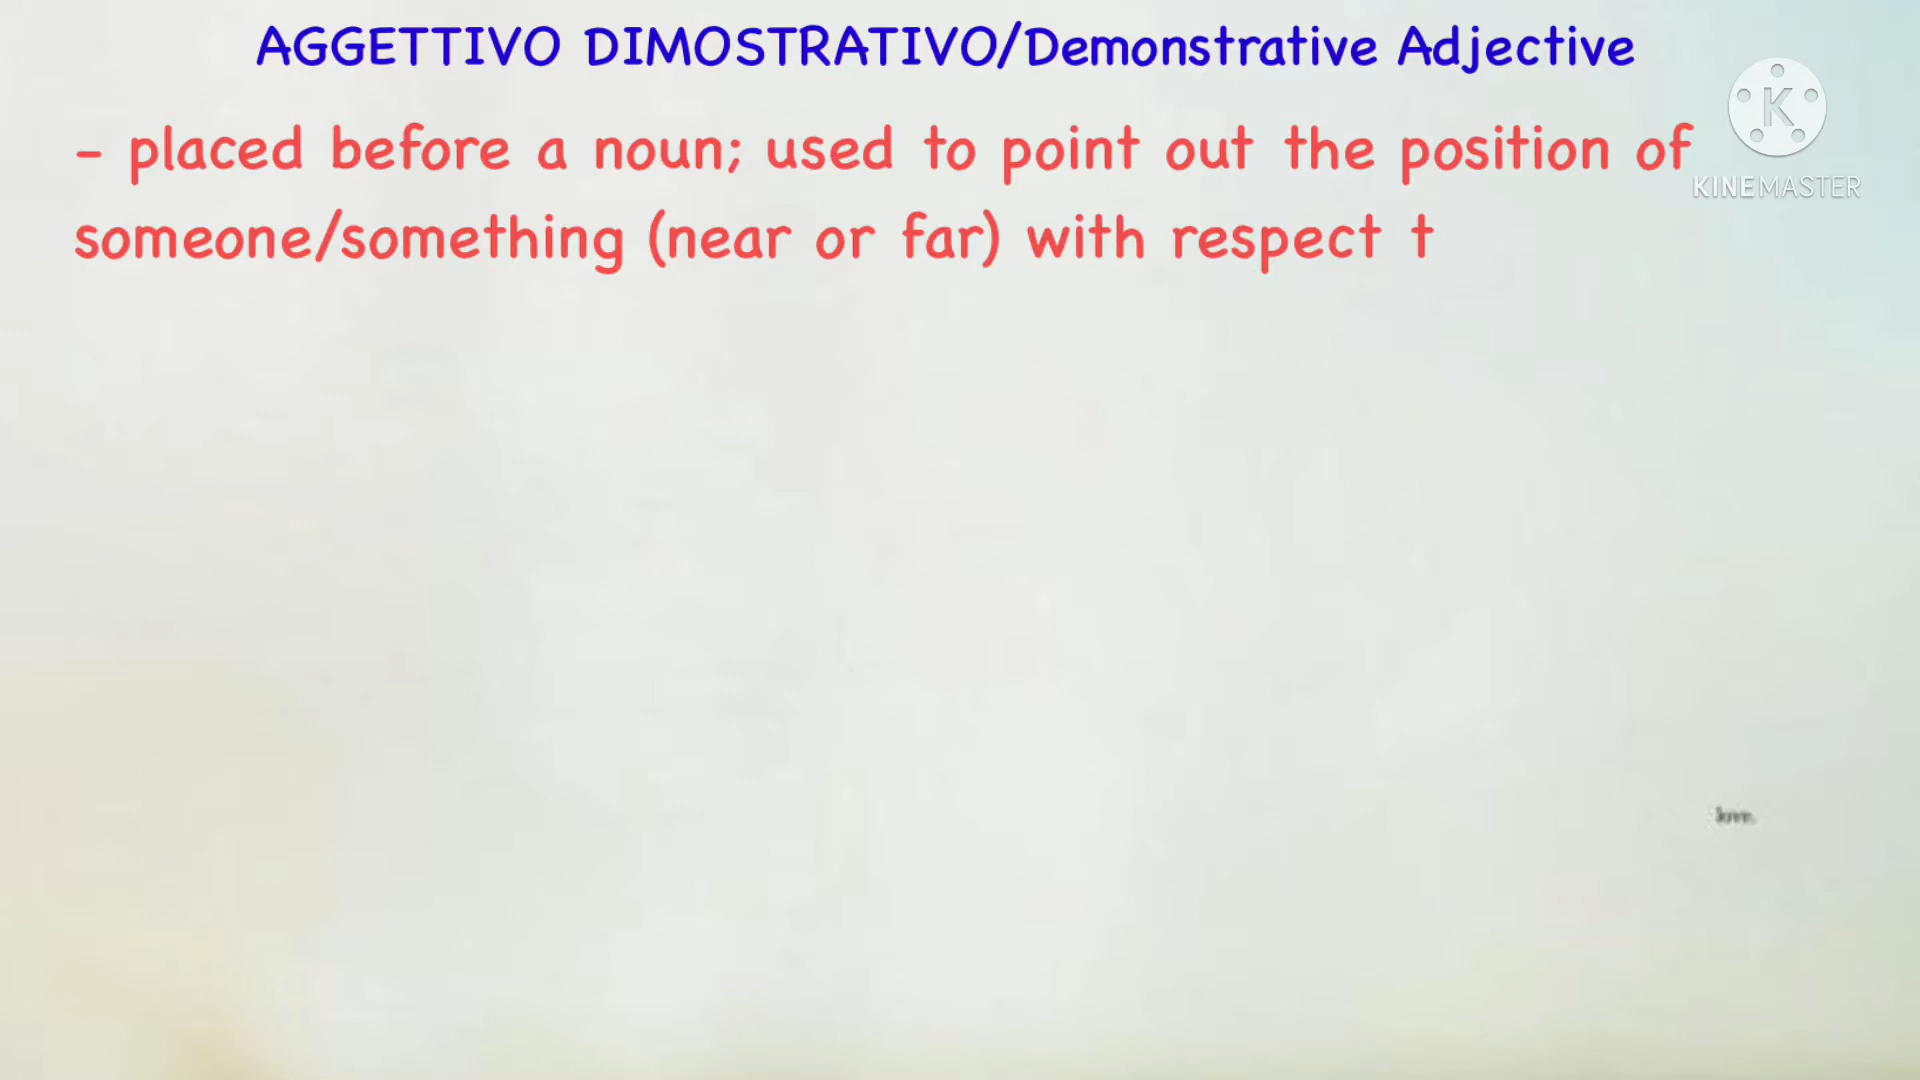 AGGETTIVO DIMOSTRATIVO/Demonstrative Adjective
- placed before a noun; used to point out the position of
someone/something (near or far) with respect t
K
KINEMASTER